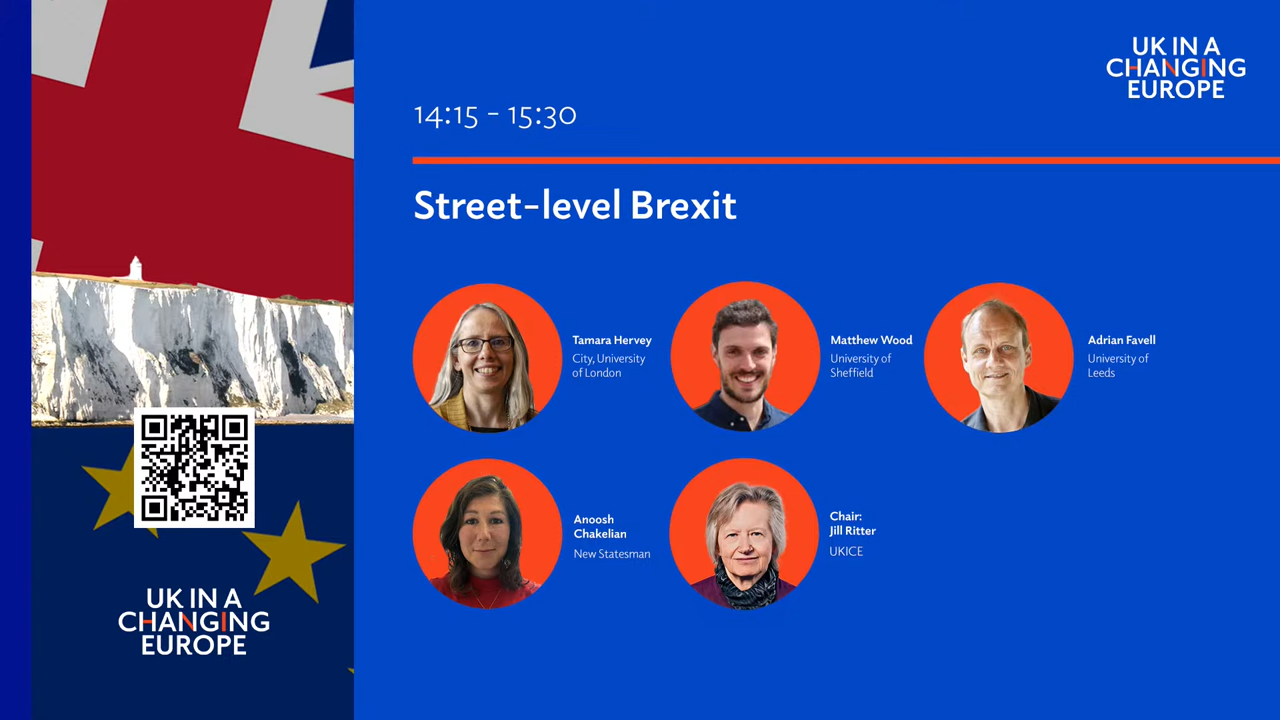 UK IN A
CHANGING
EUROPE
14:15 - 15:30
Street-level Brexit
Tamara Hervey
City, University
of London
Matthew Wood
University of
Sheffield
Adrian Favell
University of
Leeds
Anoosh
Chakelian
New Statesman
Chair:
Jill Ritter
UKICE
UK IN A
CHANGING
EUROPE